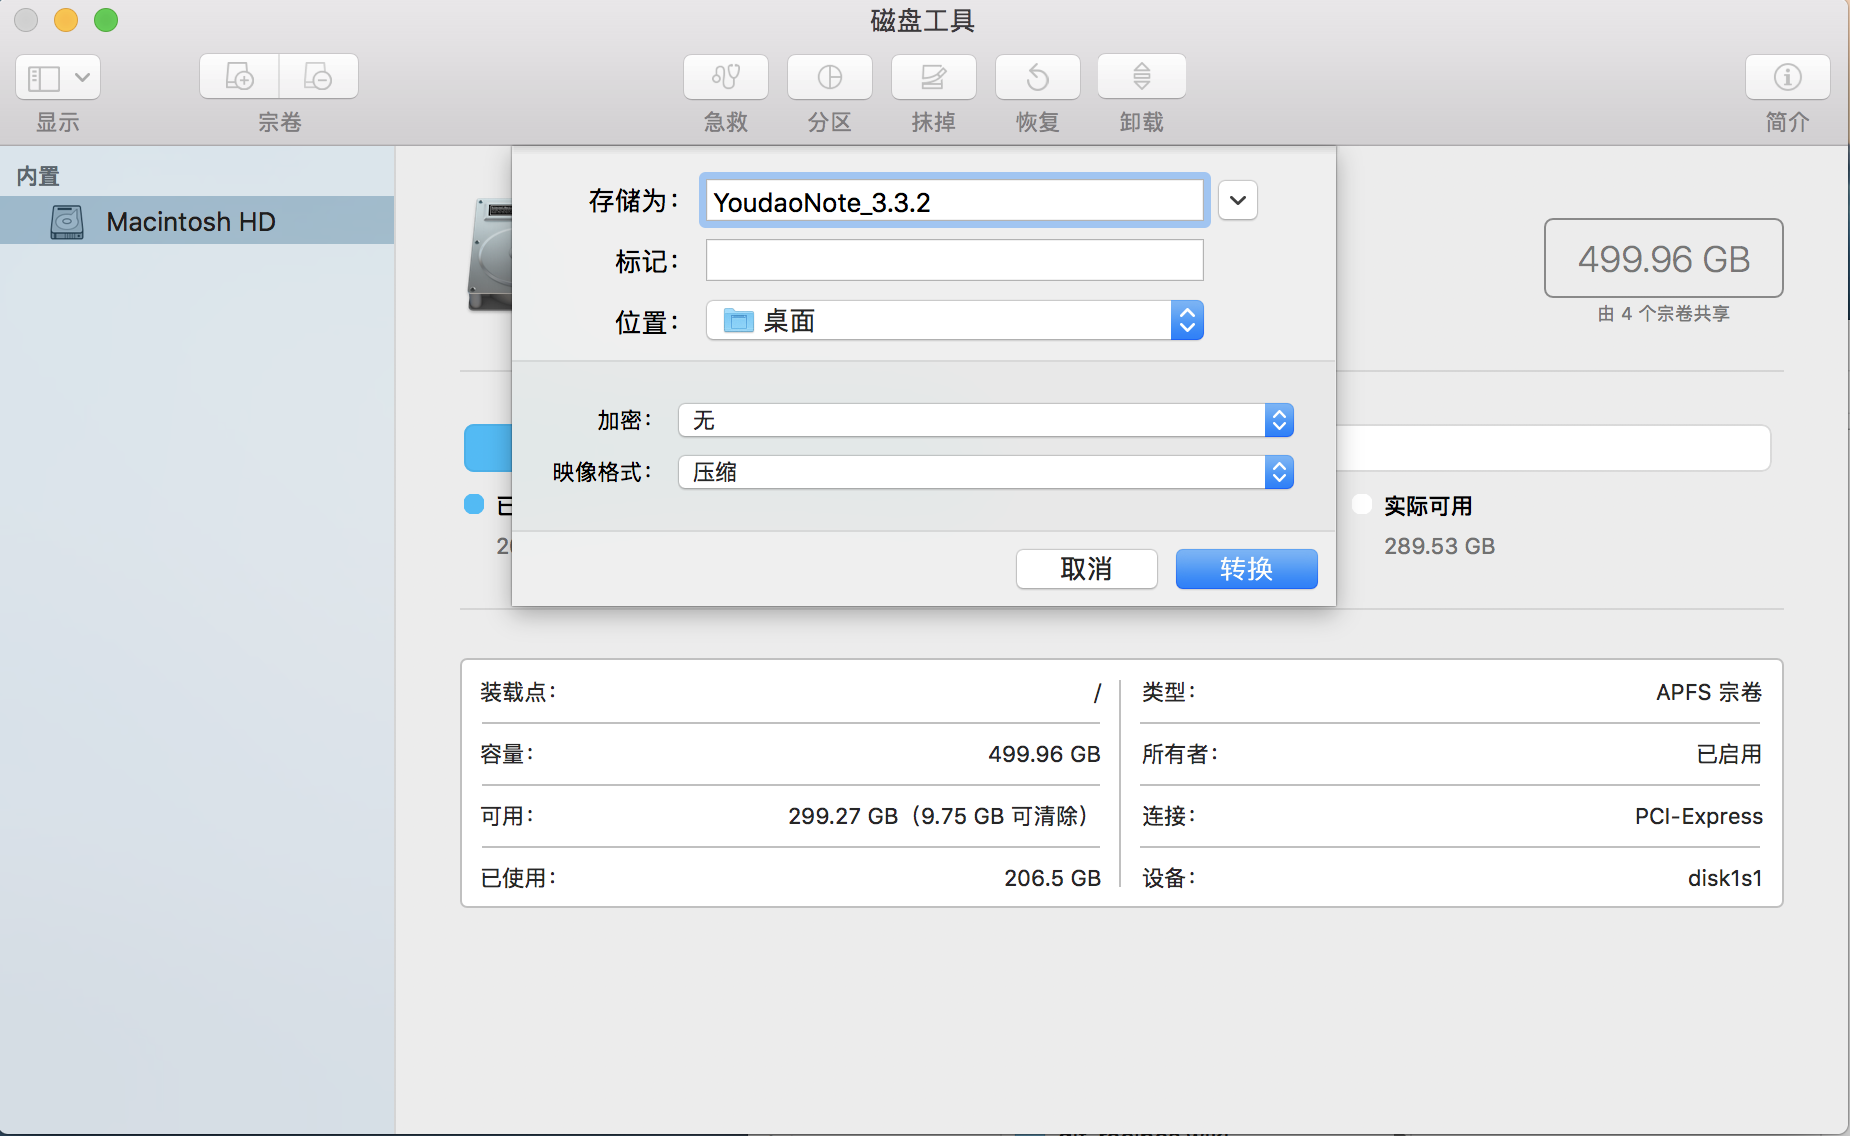 磁盘工具
显示
宗卷
急救
分区
抹掉
恢复
卸载
简介
内置
Macintosh HD
存储为：
YoudaoNote_3.3.2
标记：
位置：
桌面
加密：
无
映像格式：
压缩
取消
转换
499.96 GB
由 4 个宗卷共享
已
实际可用
289.53 GB
装载点：
/
容量：
499.96 GB
可用：
299.27 GB（9.75 GB 可清除）
已使用：
206.5 GB
类型：
APFS 宗卷
所有者：
已启用
连接：
PCI-Express
设备：
disk1s1